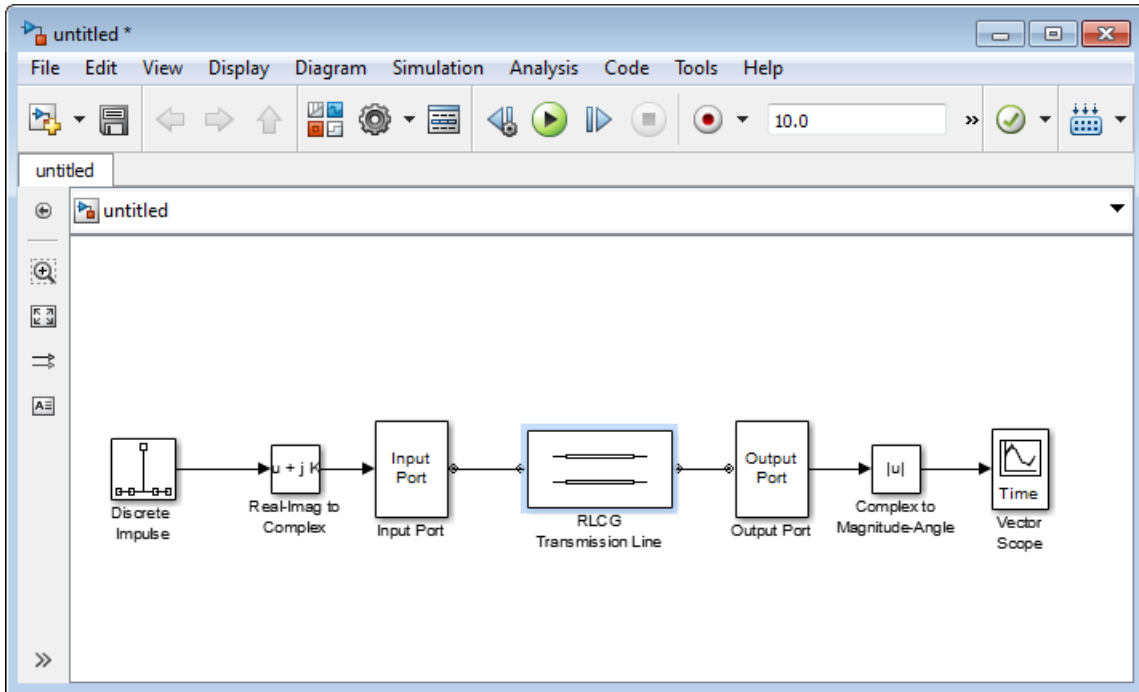 untitled *
File Edit View Display Diagram Simulation Analysis Code Tools Help
10.0
untitled
untitled
Discrete
Impulse
u + j K
Real-Imag to
Complex
Input
Port
Input Port
RLCG
Transmission Line
Output
Port
Output Port
|u|
Complex to
Magnitude-Angle
Time
Vector
Scope